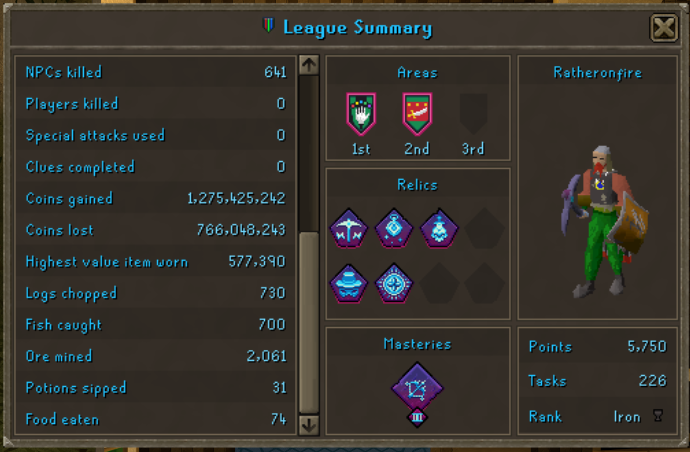 League Summary
NPCs killed 641
Players killed 0
Special attacks used 0
Clues completed 0
Coins gained 1,275,425,242
Coins lost 766,048,243
Highest value item worn 577,390
Logs chopped 730
Fish caught 700
Ore mined 2,061
Potions sipped 31
Food eaten 74
Areas
1st 2nd 3rd
Relics
Masteries
III
Ratheronfire
Points 5,750
Tasks 226
Rank Iron